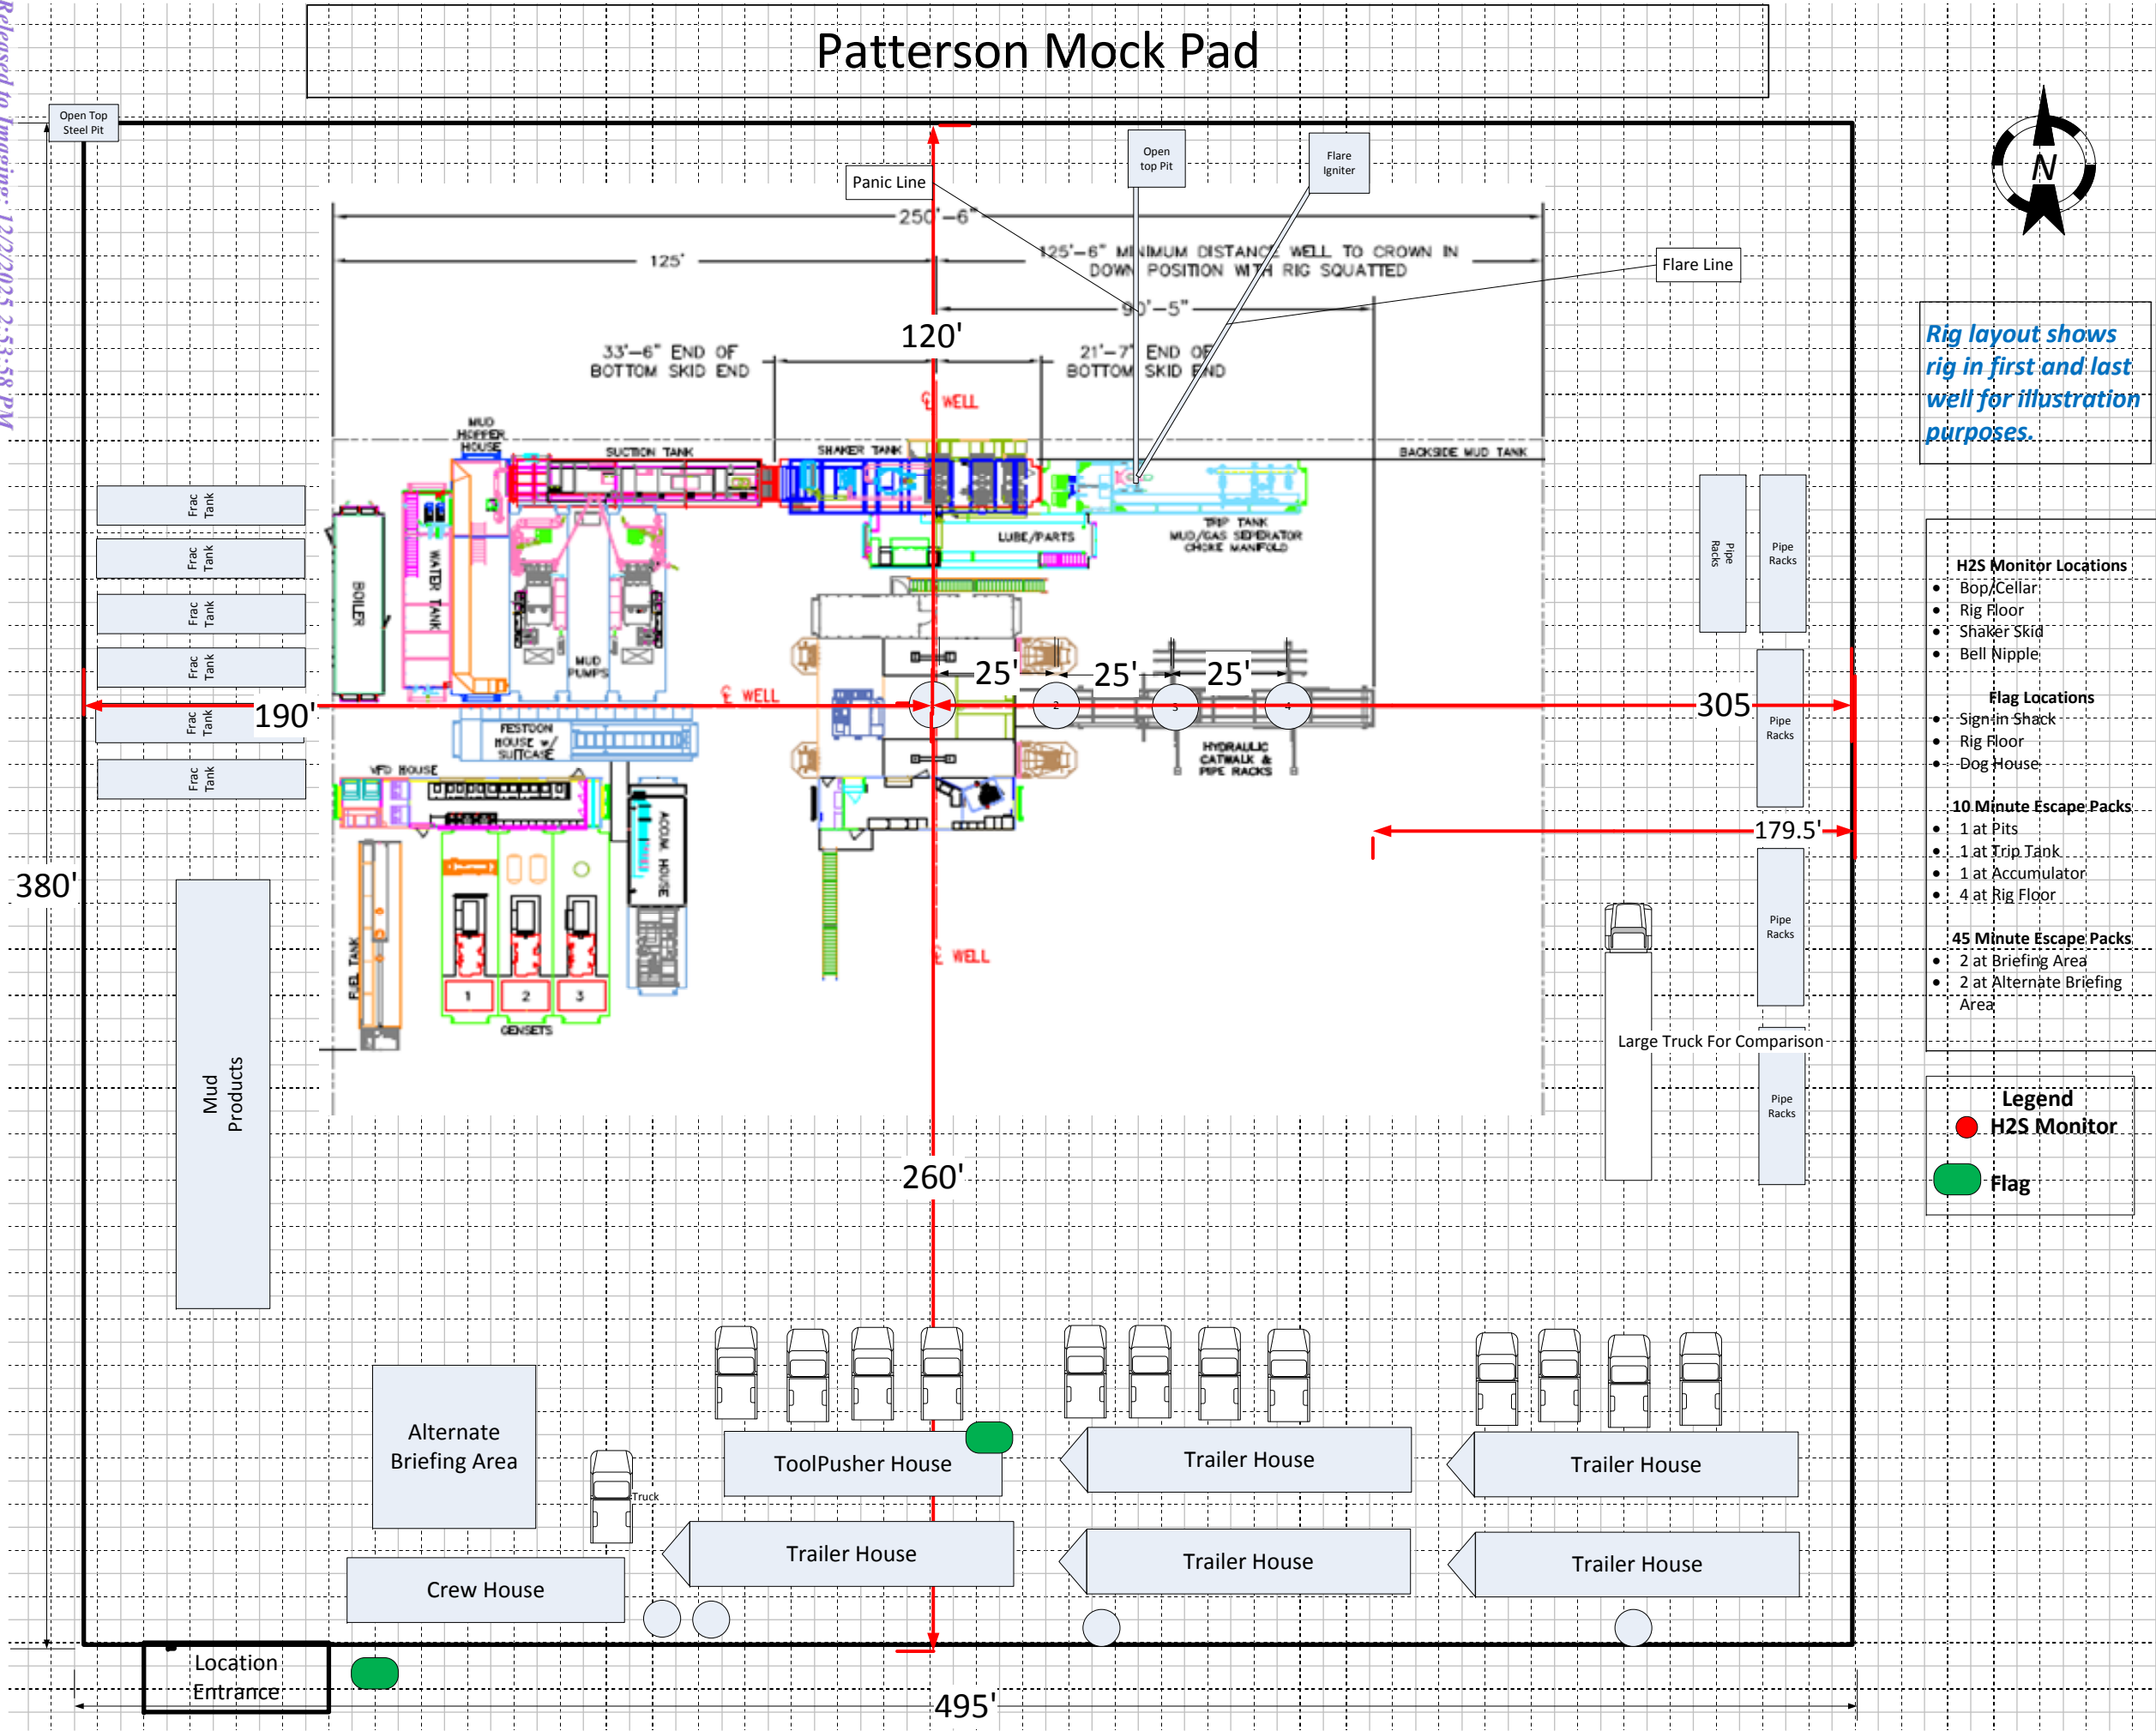 Released to Imaging: 12/2/2025 2:53:58 PM
Patterson Mock Pad
Open Top
Steel Pit
Panic Line
Open
top Pit
Flare
Igniter
Flare Line
N
250'-6"
125'
125'-6" MINIMUM DISTANCE WELL TO CROWN IN
DOWN POSITION WITH RIG SQUATTED
90'-5"
120'
33'-6" END OF
BOTTOM SKID END
21'-7" END OF
BOTTOM SKID END
WELL
Rig layout shows
rig in first and last
well for illustration
purposes.
MUD
HOPPER
HOUSE
SUCTION TANK
SHAKER TANK
BACKSIDE MUD TANK
Frac
Tank
Frac
Tank
Frac
Tank
Frac
Tank
Frac
Tank
Frac
Tank
BOILER
WATER TANK
MUD
PUMPS
LUBE/PARTS
TRIP TANK
MUD/GAS SEPERATOR
CHOKE MANIFOLD
Pipe
Racks
Pipe
Racks
Pipe
Racks
Pipe
Racks
Pipe
Racks
25'
25'
25'
2
3
4
190'
WELL
305
FESTOON
HOUSE w/
SUITCASE
HYDRAULIC
CATWALK &
PIPE RACKS
VFD HOUSE
ACCUM. HOUSE
179.5'
380'
FUEL TANK
1
2
3
GENSETS
WELL
Mud
Products
Large Truck For Comparison
260'
H2S Monitor Locations
• Bop/Cellar
• Rig Floor
• Shaker Skid
• Bell Nipple
Flag Locations
• Sign in Shack
• Rig Floor
• Dog House
10 Minute Escape Packs
• 1 at Pits
• 1 at Trip Tank
• 1 at Accumulator
• 4 at Rig Floor
45 Minute Escape Packs
• 2 at Briefing Area
• 2 at Alternate Briefing
Area
Legend
H2S Monitor
Flag
Alternate
Briefing Area
Truck
ToolPusher House
Trailer House
Trailer House
Crew House
Trailer House
Trailer House
Trailer House
Location
Entrance
495'